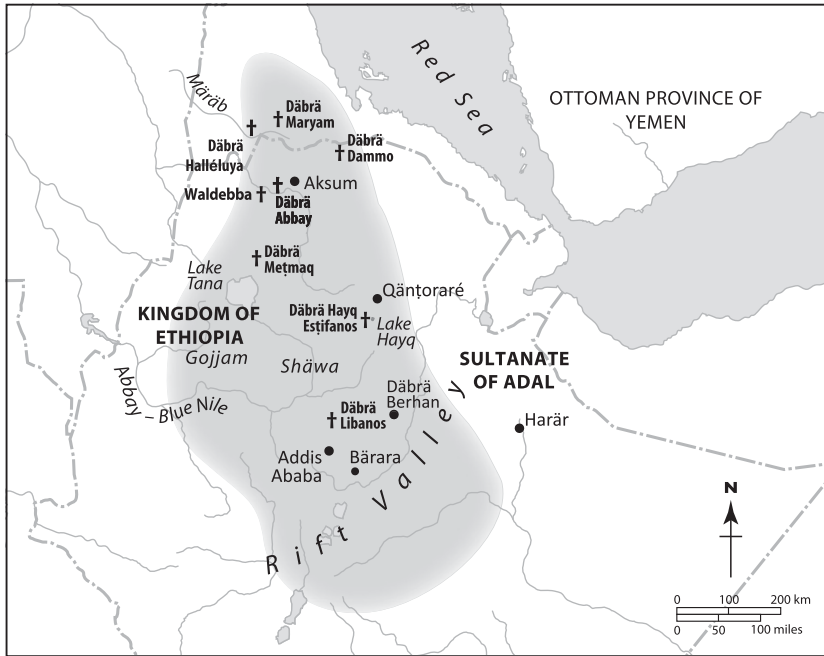 Red Sea
OTTOMAN PROVINCE OF
YEMEN
Märäb
Däbrä
Maryam
Däbrä
Halléluya
Däbrä
Dammo
Aksum
Waldebba
Däbrä
Abbay
Däbrä
Meṭmaq
Lake
Tana
Qänṭoraré
KINGDOM OF
ETHIOPIA
Gojjam
Däbrä Hayq
Esṭifanos
Lake
Hayq
Shäwa
SULTANATE
OF ADAL
Abbay
– Blue Nile
Däbrä
Berhan
Däbrä
Libanos
Harär
Addis
Ababa
Bärara
Rift Valley
N
0 100 200 km
0 50 100 miles